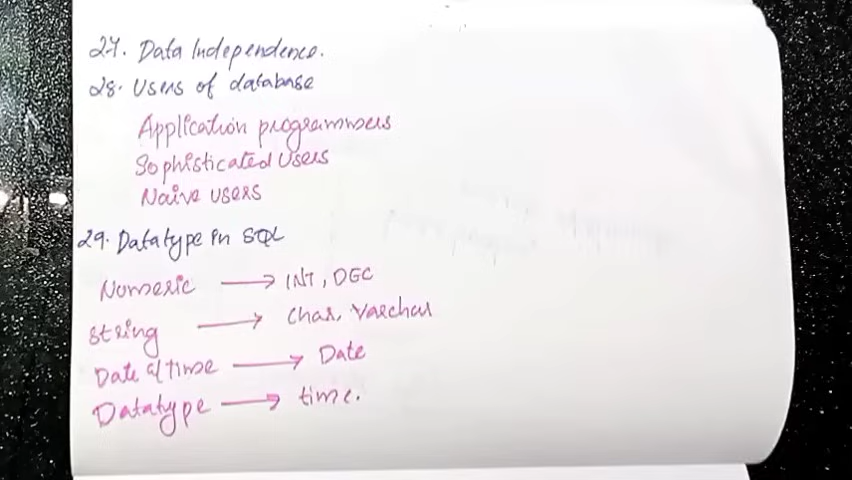 27. Data Independence.
28. Users of database
Application programmers
Sophisticated Users
Naive users
29. Datatype in SQL
Numeric → INT, DEC
String → Char, Varchar
Date & Time → Date
Datatype → time.